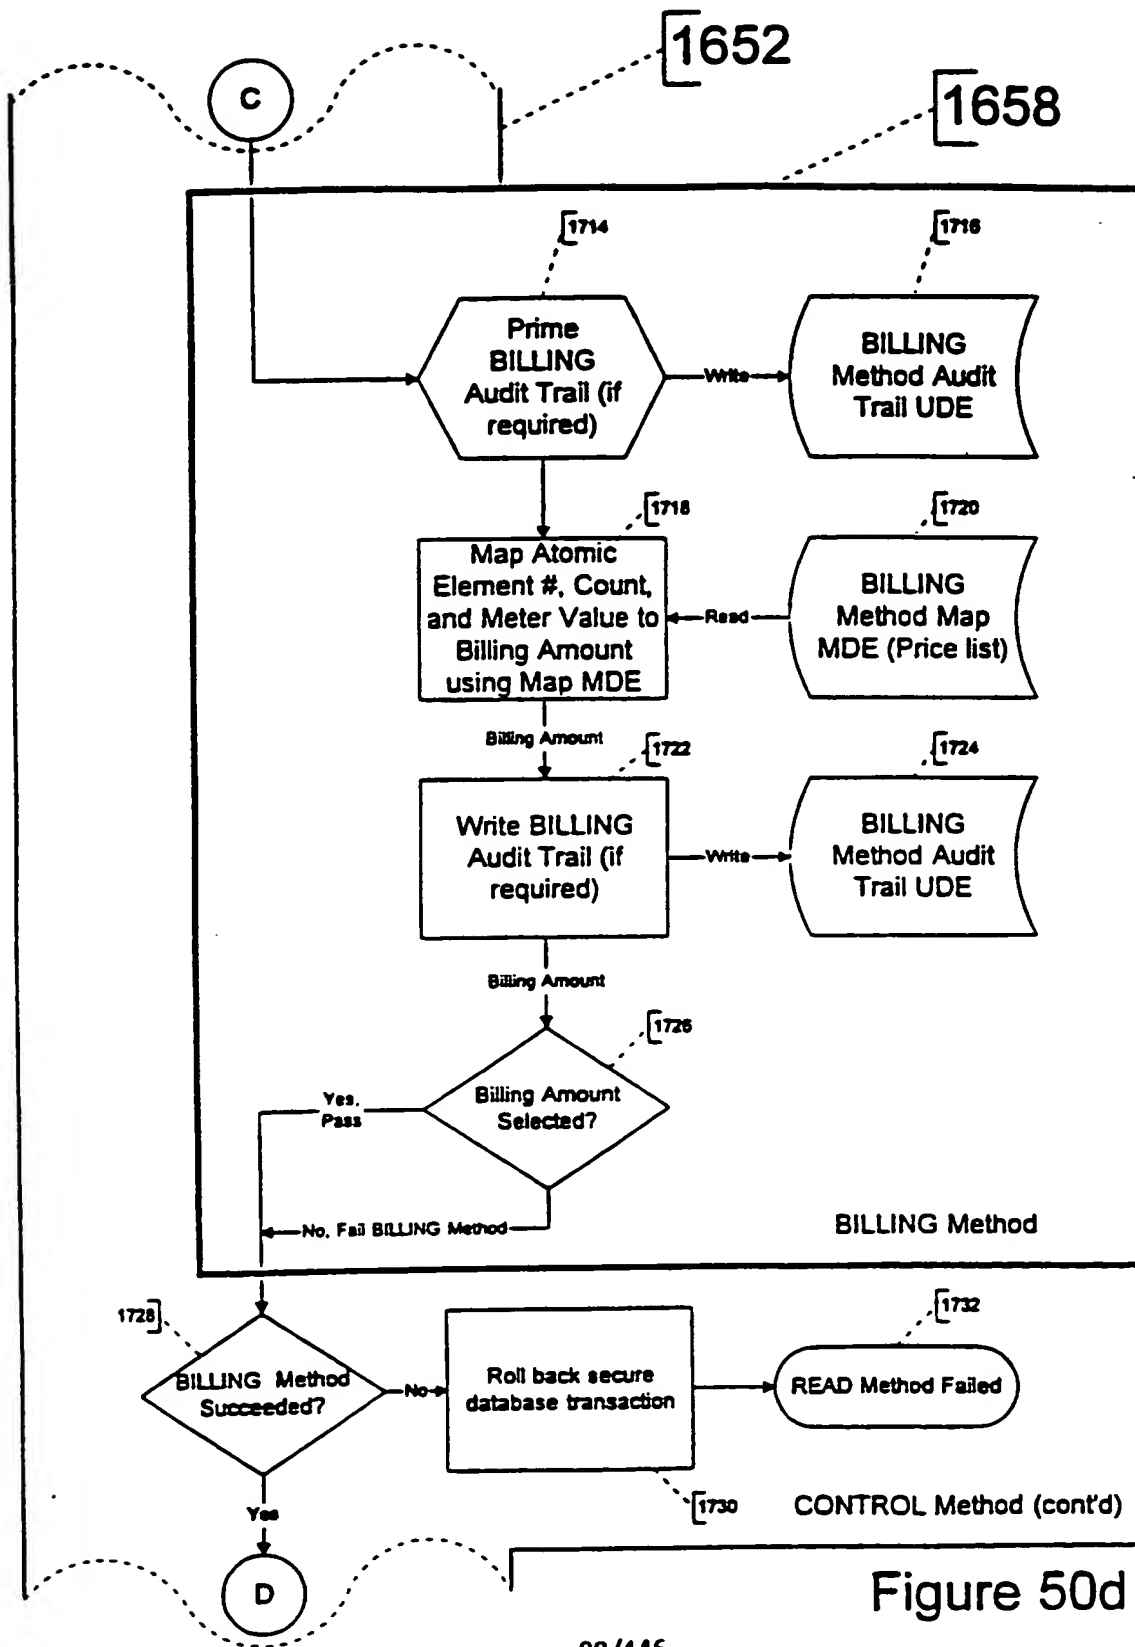 1652
C
1658
1714
1716
Prime
BILLING
Audit Trail (if
required)
Write
BILLING
Method Audit
Trail UDE
1718
1720
Map Atomic
Element #, Count,
and Meter Value to
Billing Amount
using Map MDE
Read
BILLING
Method Map
MDE (Price list)
Billing Amount
1722
1724
Write BILLING
Audit Trail (if
required)
Write
BILLING
Method Audit
Trail UDE
Billing Amount
1726
Billing Amount
Selected?
Yes,
Pass
No, Fail BILLING Method
BILLING Method
1728
1732
BILLING Method
Succeeded?
No
Roll back secure
database transaction
READ Method Failed
1730
CONTROL Method (cont'd)
Yes
D
Figure 50d